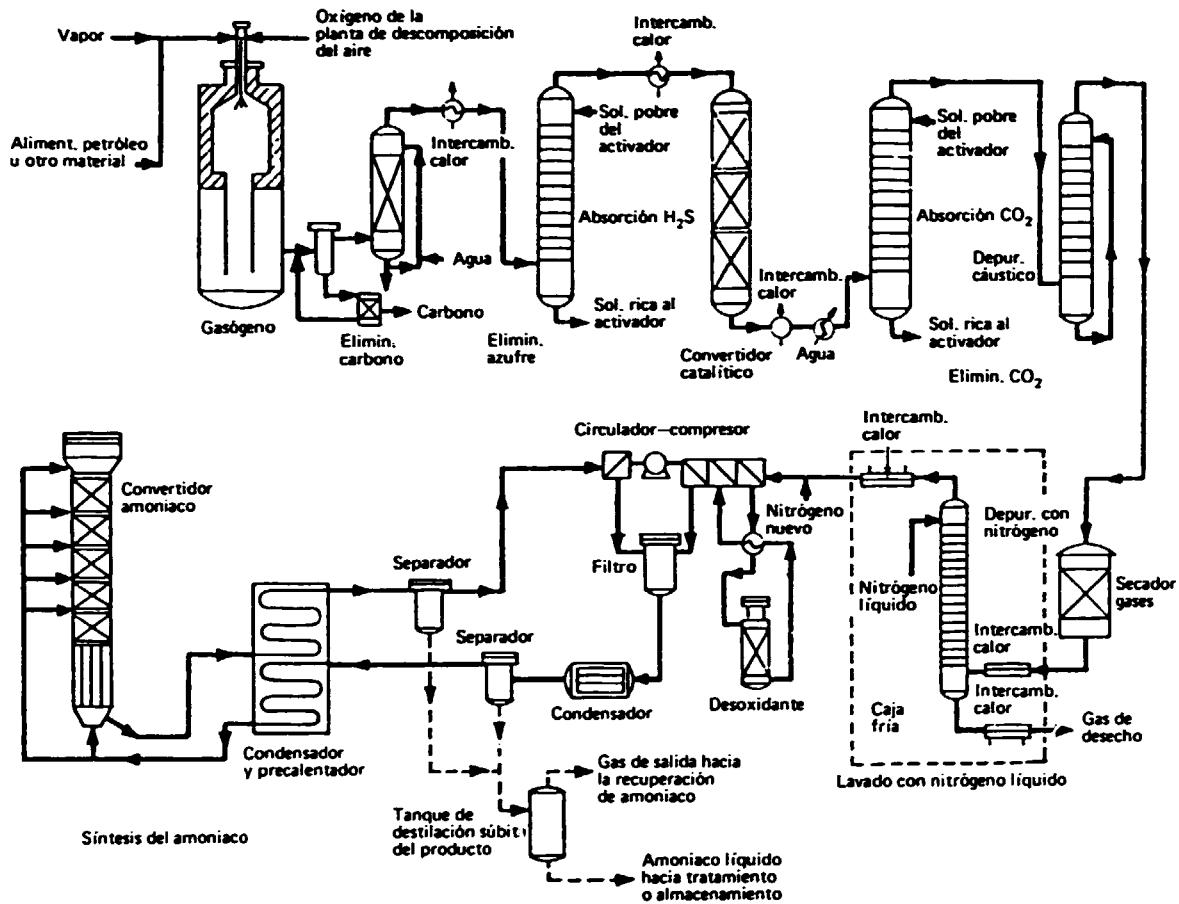 Vapor
Oxígeno de la
planta de descomposición
del aire
Aliment. petróleo
u otro material
Gasógeno
Intercamb.
calor
Agua
Carbono
Elimin.
carbono
Elimin.
azufre
Intercamb.
calor
Sol. pobre
del
activador
Absorción H₂S
Sol. rica al
activador
Intercamb.
calor
Convertidor
catalítico
Agua
Sol. pobre
del
activador
Absorción CO₂
Sol. rica al
activador
Depur.
cáustico
Elimin. CO₂
Convertidor
amoniaco
Condensador
y precalentador
Síntesis del amoniaco
Separador
Separador
Circulador—compresor
Filtro
Condensador
Nitrógeno
nuevo
Desoxidante
Intercamb.
calor
Depur. con
nitrógeno
Nitrógeno
líquido
Intercamb.
calor
Intercamb.
calor
Caja
fría
Secador
gases
Gas de
desecho
Lavado con nitrógeno líquido
Gas de salida hacia
la recuperación
de amoniaco
Tanque de
destilación
del producto
Amoniaco líquido
hacia tratamiento
o almacenamiento